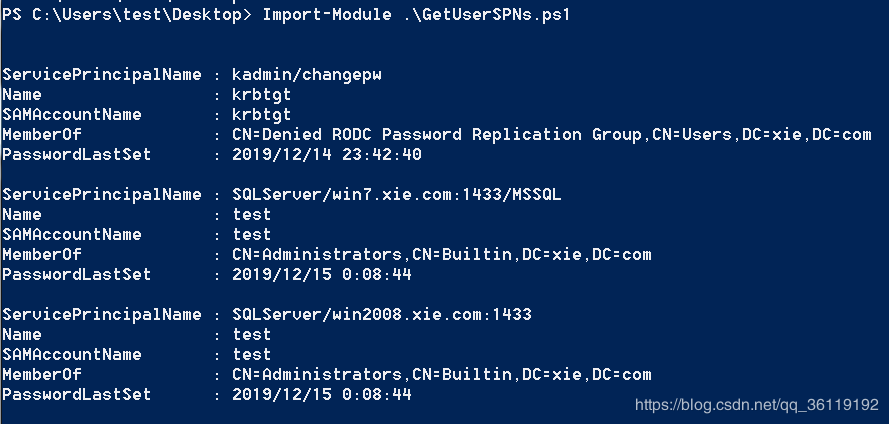 PS C:\Users\test\Desktop> Import-Module .\GetUserSPNs.ps1
ServicePrincipalName : kadmin/changepw
Name : krbtgt
SAMAccountName : krbtgt
MemberOf : CN=Denied RODC Password Replication Group,CN=Users,DC=xie,DC=com
PasswordLastSet : 2019/12/14 23:42:40
ServicePrincipalName : SQLServer/win7.xie.com:1433/MSSQL
Name : test
SAMAccountName : test
MemberOf : CN=Administrators,CN=Builtin,DC=xie,DC=com
PasswordLastSet : 2019/12/15 0:08:44
ServicePrincipalName : SQLServer/win2008.xie.com:1433
Name : test
SAMAccountName : test
MemberOf : CN=Administrators,CN=Builtin,DC=xie,DC=com
PasswordLastSet : 2019/12/15 0:08:44
https://blog.csdn.net/qq_36119192